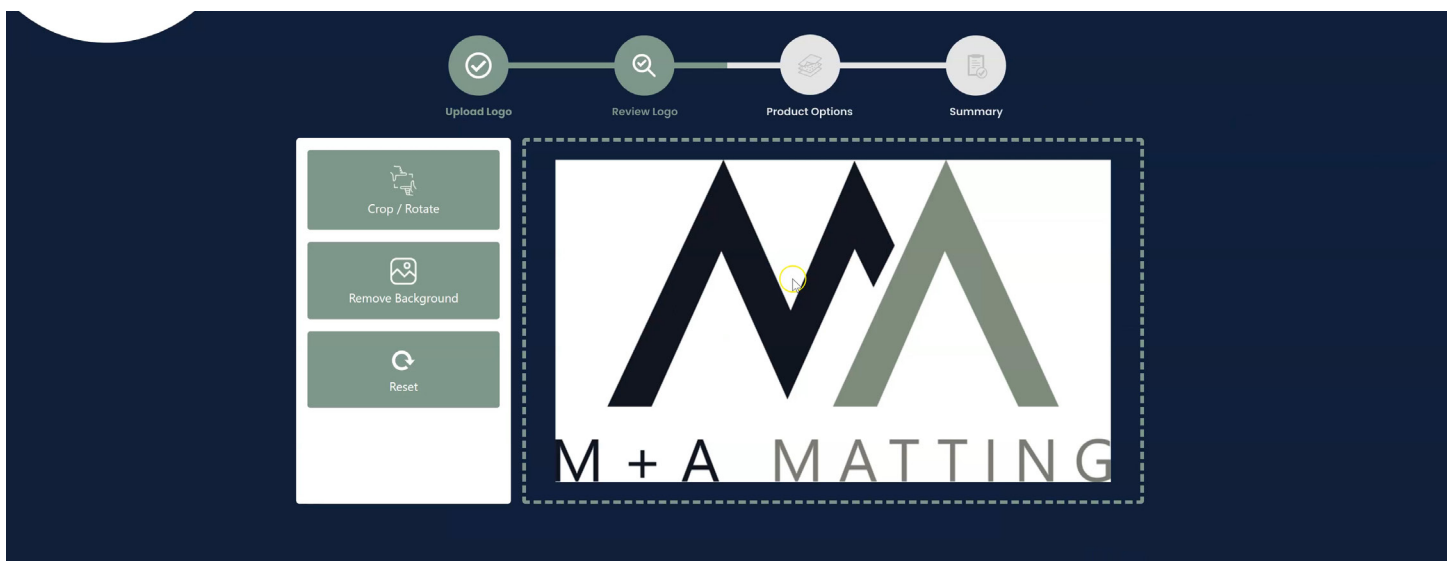 Upload Logo
Review Logo
Product Options
Summary
Crop / Rotate
Remove Background
Reset
M + A MATTING